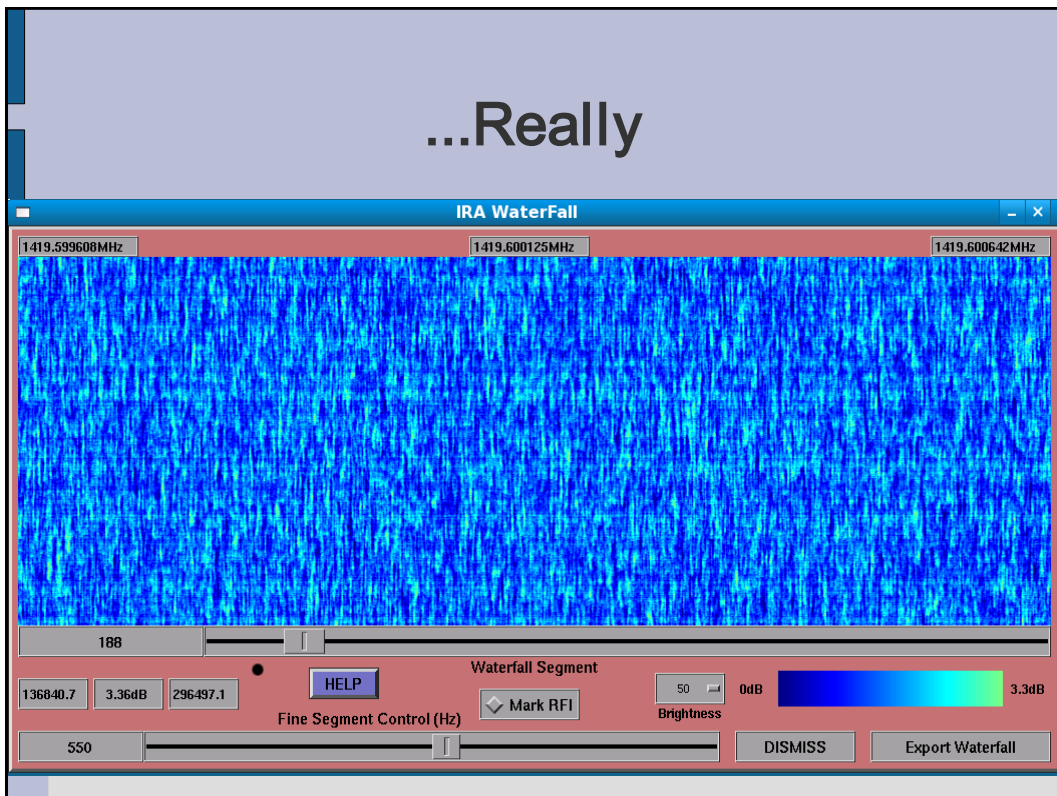 ...Really
IRA WaterFall
1419.599608MHz 1419.600125MHz 1419.600642MHz
188
Waterfall Segment
136840.7 3.36dB 296497.1 HELP Mark RFI 50 0dB 3.3dB
Brightness
Fine Segment Control (Hz)
550 DISMISS Export Waterfall